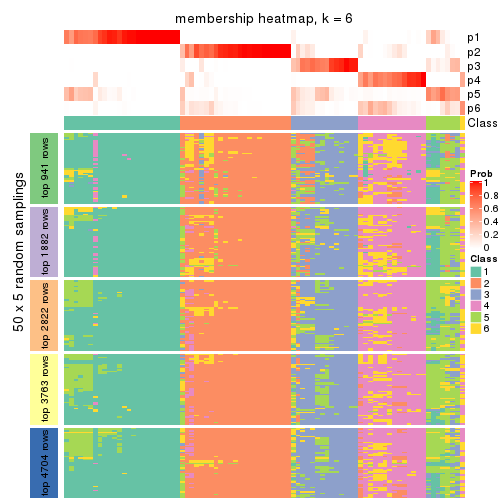 membership heatmap, k = 6
p1
p2
p3
p4
p5
p6
Class
50 x 5 random samplings
top 941 rows
top 1882 rows
top 2822 rows
top 3763 rows
top 4704 rows
Prob
1
0.8
0.6
0.4
0.2
0
Class
1
2
3
4
5
6